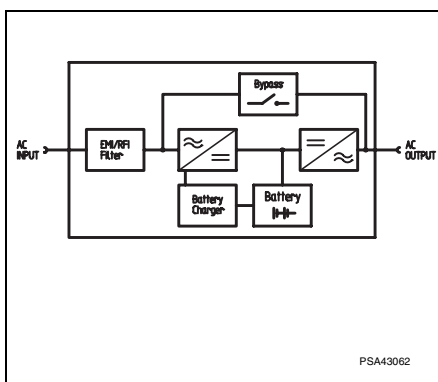 Bypass
AC
INPUT
EMI/RFI
Filter
AC
OUTPUT
Battery
Charger
Battery
PSA43062